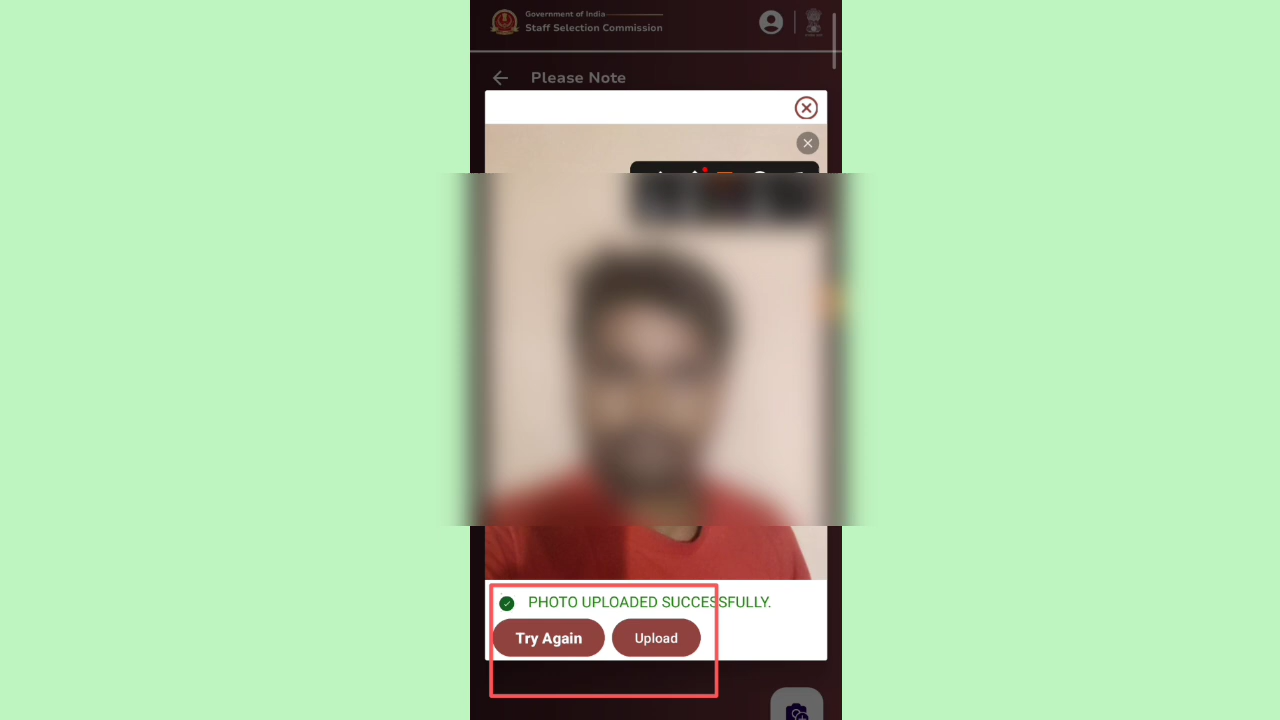 Government of India
Staff Selection Commission
Please Note
PHOTO UPLOADED SUCCESSFULLY.
Try Again
Upload